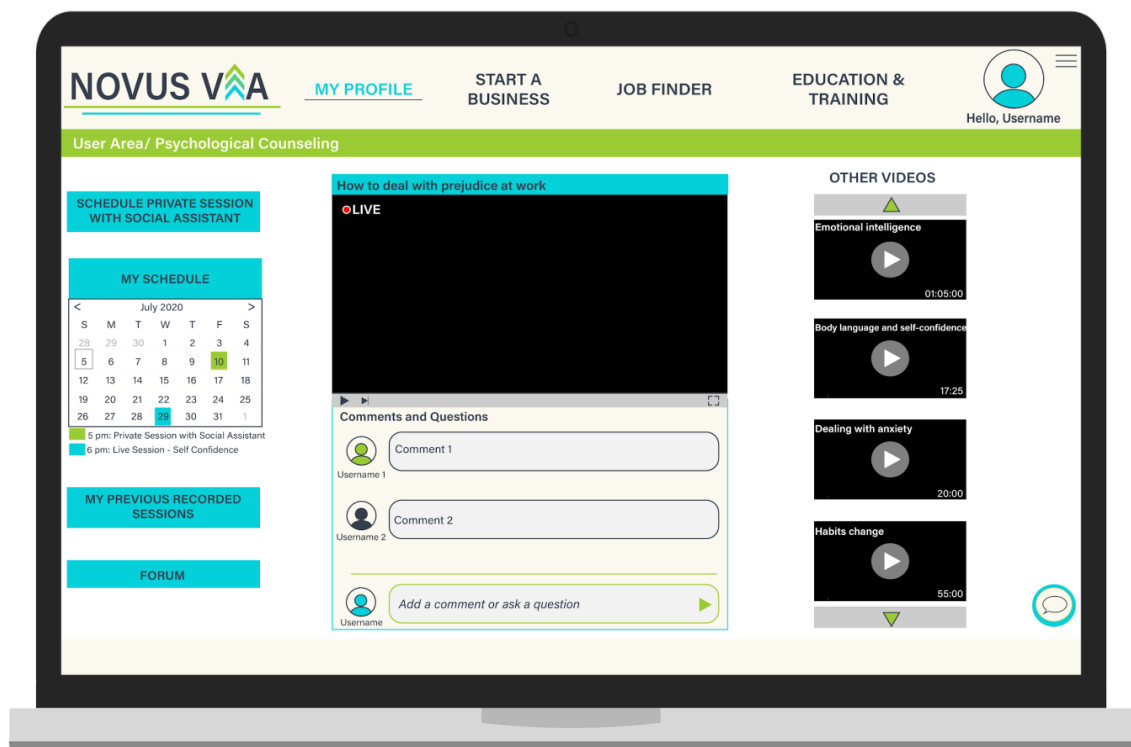 NOVUS VIA
MY PROFILE
START A
BUSINESS
JOB FINDER
EDUCATION &
TRAINING
Hello, Username
User Area/ Psychological Counseling
SCHEDULE PRIVATE SESSION
WITH SOCIAL ASSISTANT
MY SCHEDULE
< July 2020 >
S M T W T F S
28 29 30 1 2 3 4
5 6 7 8 9 10 11
12 13 14 15 16 17 18
19 20 21 22 23 24 25
26 27 28 29 30 31 1
5 pm: Private Session with Social Assistant
6 pm: Live Session - Self Confidence
MY PREVIOUS RECORDED
SESSIONS
FORUM
How to deal with prejudice at work
LIVE
Comments and Questions
Comment 1
Username 1
Comment 2
Username 2
Add a comment or ask a question
Username
OTHER VIDEOS
Emotional intelligence
01:05:00
Body language and self-confidence
17:25
Dealing with anxiety
20:00
Habits change
55:00